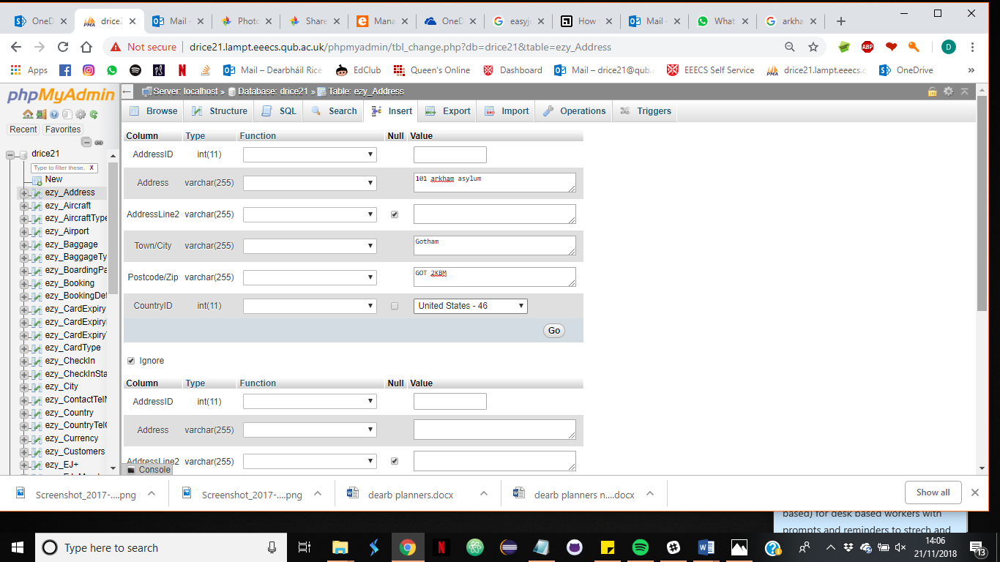 OneD
drice2
Mail -
Photo
Share
Mana
OneD
easyje
How
Mail -
What
arkha
Not secure
drice21.lampt.eeecs.qub.ac.uk/phpmyadmin/tbl_change.php?db=drice21&table=ezy_Address
ABP
D
Apps
Mail – Dearbháil Rice
EdClub
Queen's Online
Dashboard
Mail – drice21@qub.
EEECS Self Service
drice21.lampt.eeecs.
OneDrive
»
phpMyAdmin
Server: localhost » Database: drice21 » Table: ezy_Address
Browse Structure SQL Search Insert Export Import Operations Triggers
Recent Favorites
drice21
Type to filter these, X
New
ezy_Address
ezy_Aircraft
ezy_AircraftType
ezy_Airport
ezy_Baggage
ezy_BaggageTy
ezy_BoardingPa
ezy_Booking
ezy_BookingDet
ezy_CardExpiry
ezy_CardExpiry
ezy_CardExpiry
ezy_CardType
ezy_CheckIn
ezy_CheckInSta
ezy_City
ezy_ContactTelN
ezy_Country
ezy_CountryTelC
ezy_Currency
ezy_Customers
ezy_EJ+
Column Type Function Null Value
AddressID int(11)
Address varchar(255) 101 arkham asylum
AddressLine2 varchar(255)
Town/City varchar(255) Gotham
Postcode/Zip varchar(255) GOT 2KBM
CountryID int(11) United States - 46
Go
Ignore
Column Type Function Null Value
AddressID int(11)
Address varchar(255)
AddressLine2 varchar(255)
Console
Screenshot_2017-....png
Screenshot_2017-....png
dearb planners.docx
dearb planners n....docx
Show all
based) for desk based workers with
prompts and reminders to strech and
Type here to search
14:06
21/11/2018
13